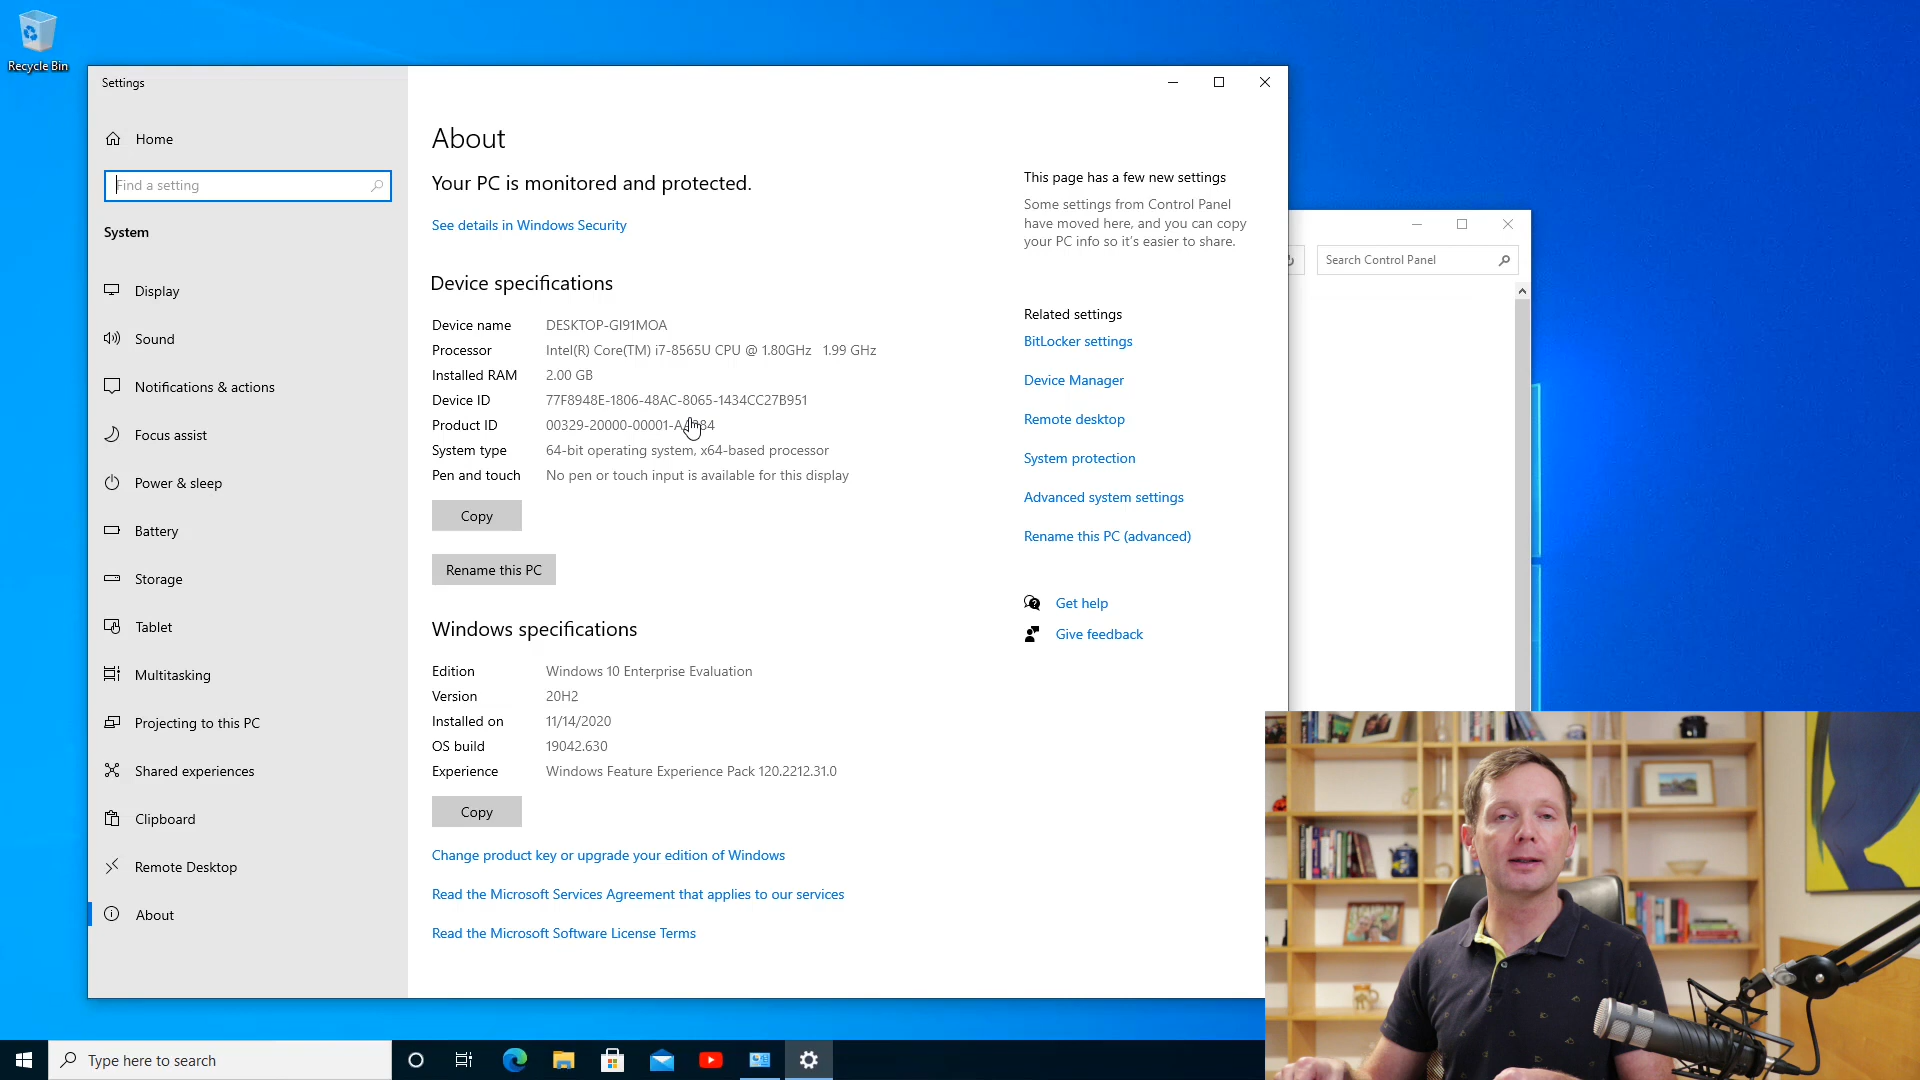 Recycle Bin
Settings
Home
Find a setting
System
Display
Sound
Notifications & actions
Focus assist
Power & sleep
Battery
Storage
Tablet
Multitasking
Projecting to this PC
Shared experiences
Clipboard
Remote Desktop
About
About
Your PC is monitored and protected.
See details in Windows Security
Device specifications
Device name DESKTOP-GI91MOA
Processor Intel(R) Core(TM) i7-8565U CPU @ 1.80GHz 1.99 GHz
Installed RAM 2.00 GB
Device ID 77F8948E-1806-48AC-8065-1434CC27B951
Product ID
System type 64-bit operating system, x64-based processor
Pen and touch No pen or touch input is available for this display
Copy
Rename this PC
Windows specifications
Edition Windows 10 Enterprise Evaluation
Version 20H2
Installed on 11/14/2020
OS build 19042.630
Experience Windows Feature Experience Pack 120.2212.31.0
Copy
Change product key or upgrade your edition of Windows
Read the Microsoft Services Agreement that applies to our services
Read the Microsoft Software License Terms
This page has a few new settings
Some settings from Control Panel
have moved here, and you can copy
your PC info so it's easier to share.
Related settings
BitLocker settings
Device Manager
Remote desktop
System protection
Advanced system settings
Rename this PC (advanced)
Get help
Give feedback
Search Control Panel
Type here to search